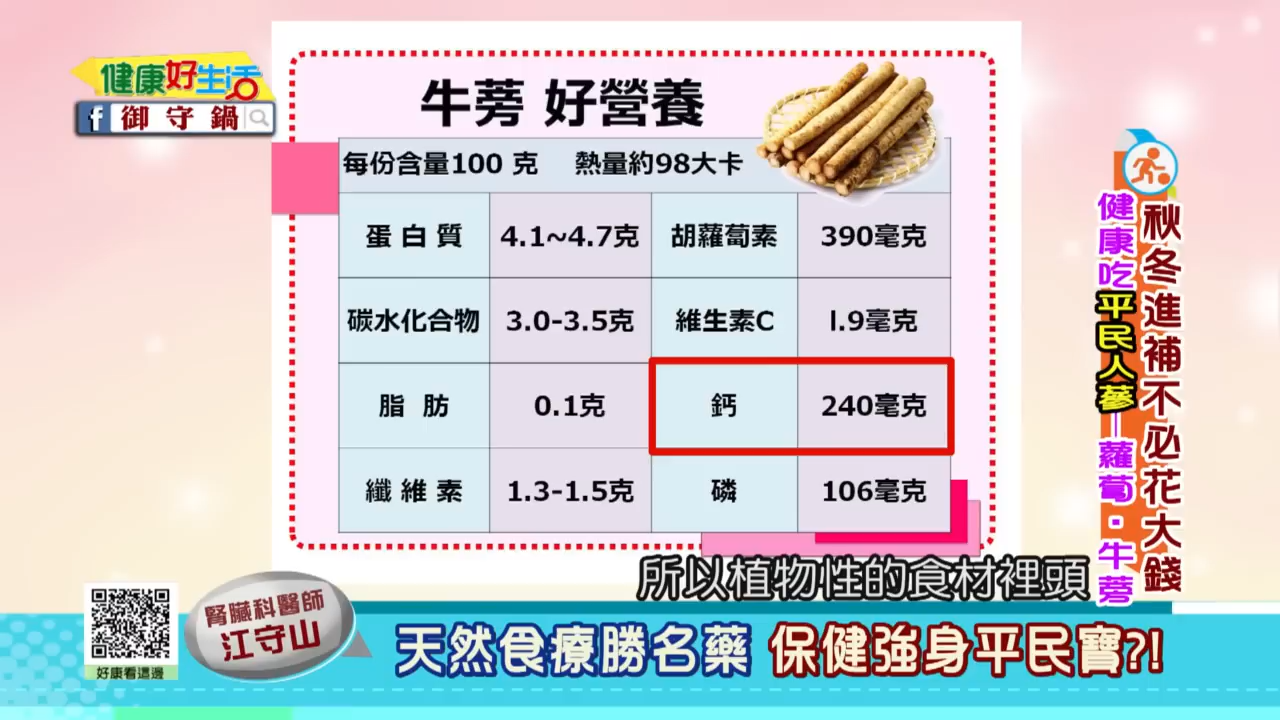 健康好生活
f 御守鍋
牛蒡 好營養
每份含量100 克 熱量約98大卡
蛋白質 4.1~4.7克 胡蘿蔔素 390毫克
碳水化合物 3.0-3.5克 維生素C l.9毫克
脂肪 0.1克 鈣 240毫克
纖維素 1.3-1.5克 磷 106毫克
秋冬進補不必花大錢
健康吃平民人蔘—蘿蔔·牛蒡
所以植物性的食材裡頭
腎臟科醫師
江守山
天然食療勝名藥 保健強身平民寶?!
好康看這邊